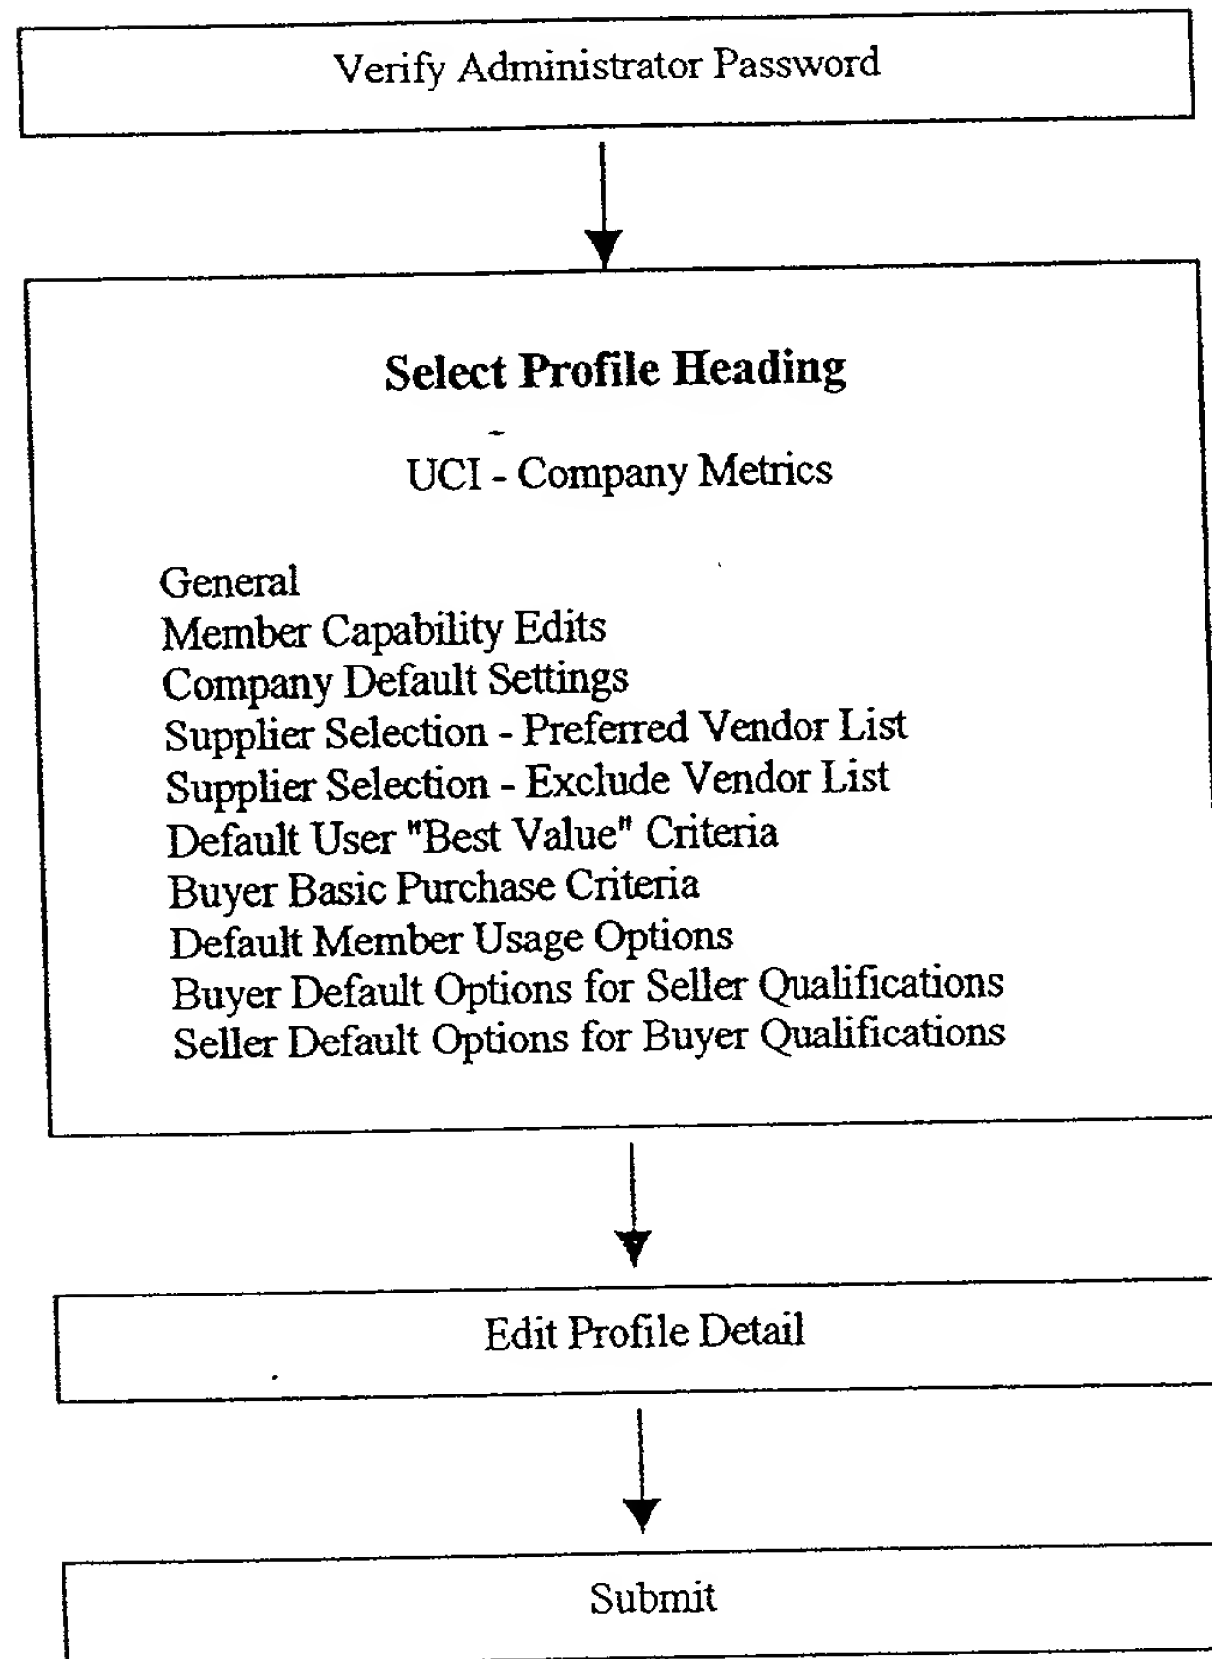 Verify Administrator Password
Select Profile Heading
UCI - Company Metrics
General
Member Capability Edits
Company Default Settings
Supplier Selection - Preferred Vendor List
Supplier Selection - Exclude Vendor List
Default User "Best Value" Criteria
Buyer Basic Purchase Criteria
Default Member Usage Options
Buyer Default Options for Seller Qualifications
Seller Default Options for Buyer Qualifications
Edit Profile Detail
Submit